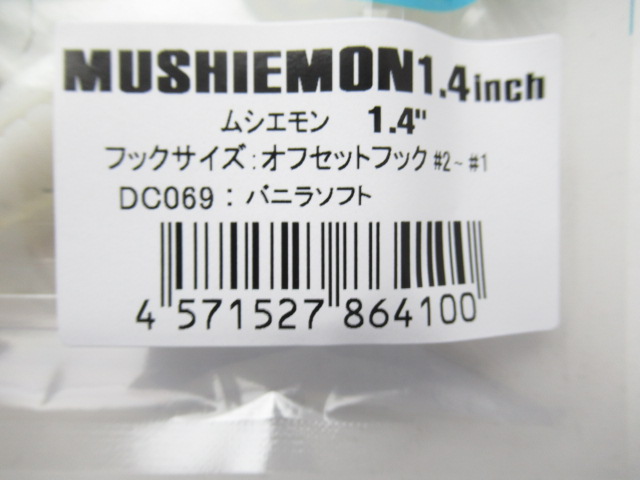 MUSHIEMON1.4inch
ムシエモン 1.4"
フックサイズ:オフセットフック #2~#1
DC069:バニラソフト
4 571527 864100